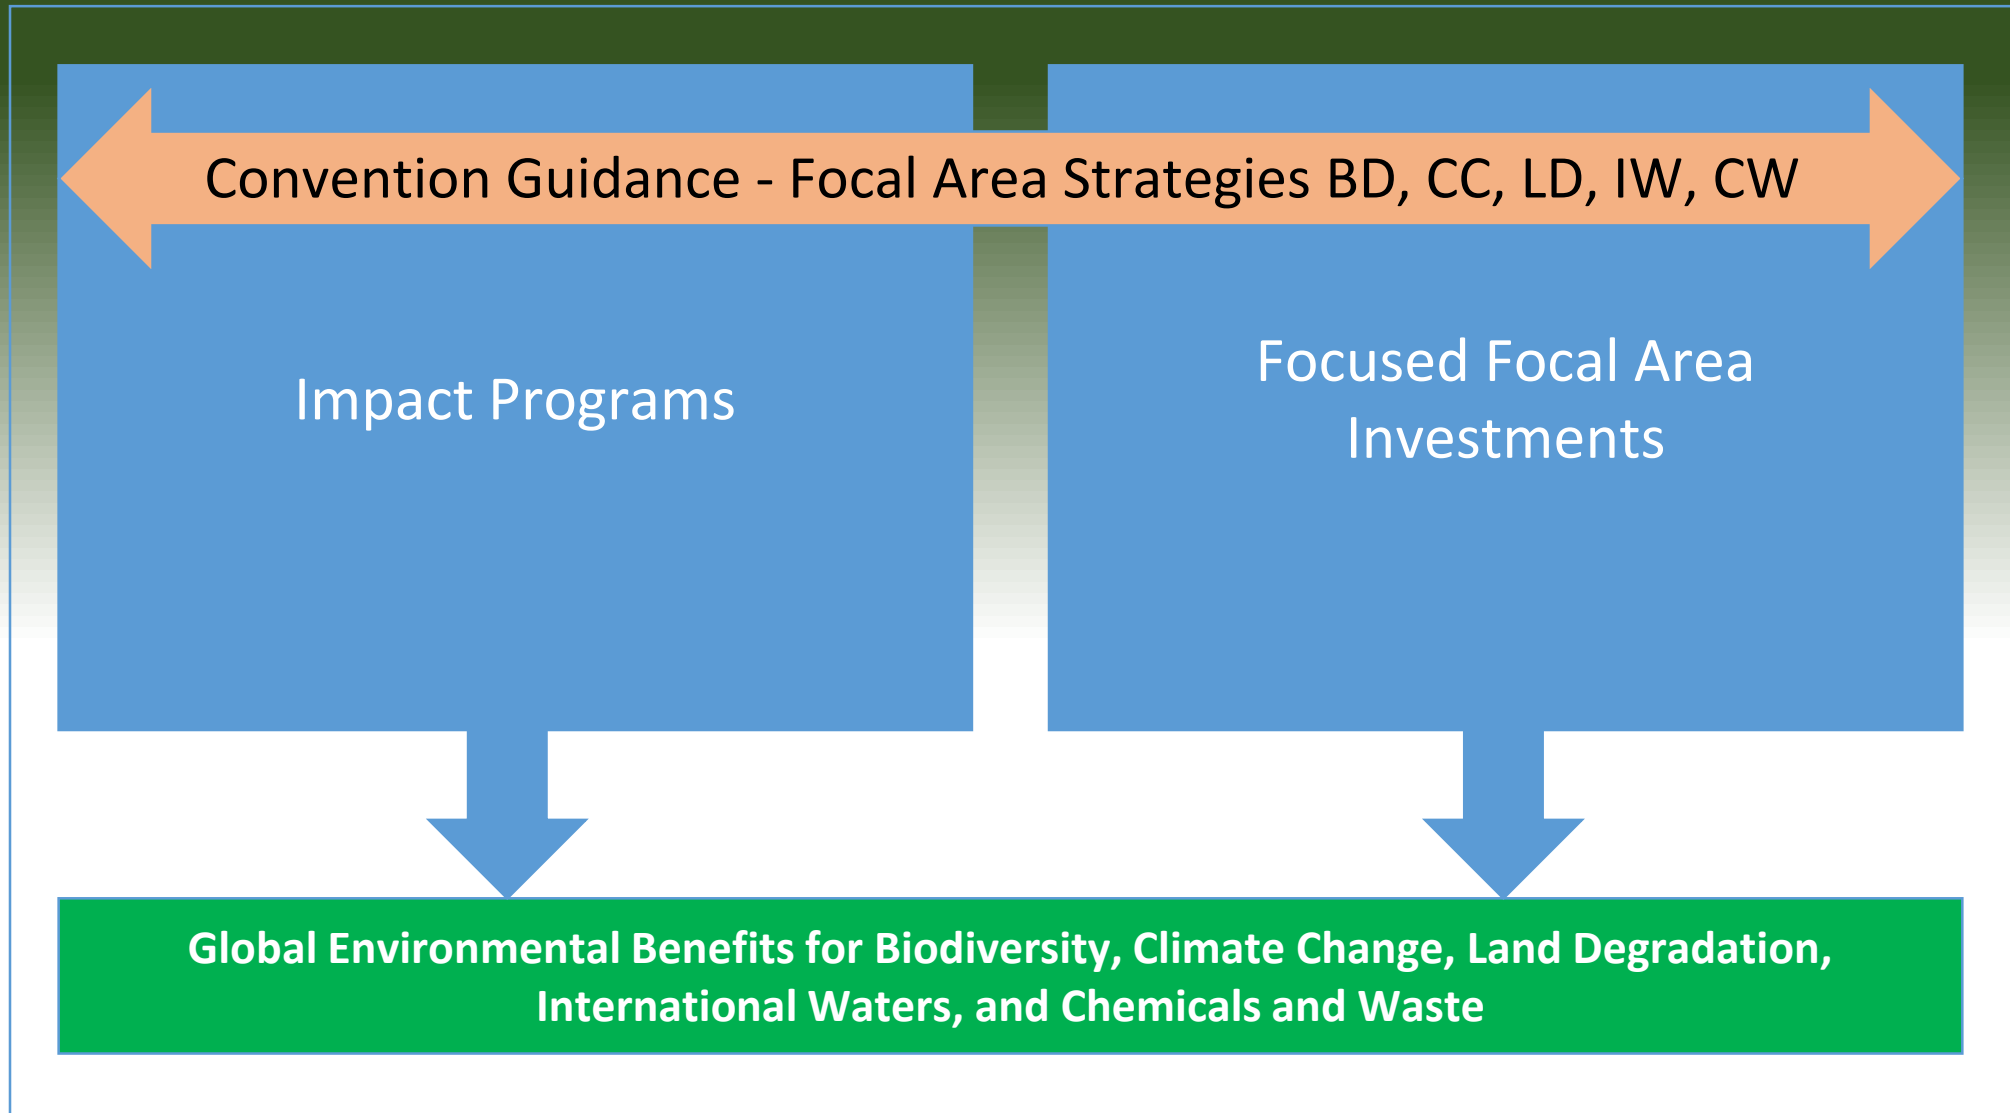 Convention Guidance - Focal Area Strategies BD, CC, LD, IW, CW
Impact Programs
Focused Focal Area
Investments
Global Environmental Benefits for Biodiversity, Climate Change, Land Degradation,
International Waters, and Chemicals and Waste